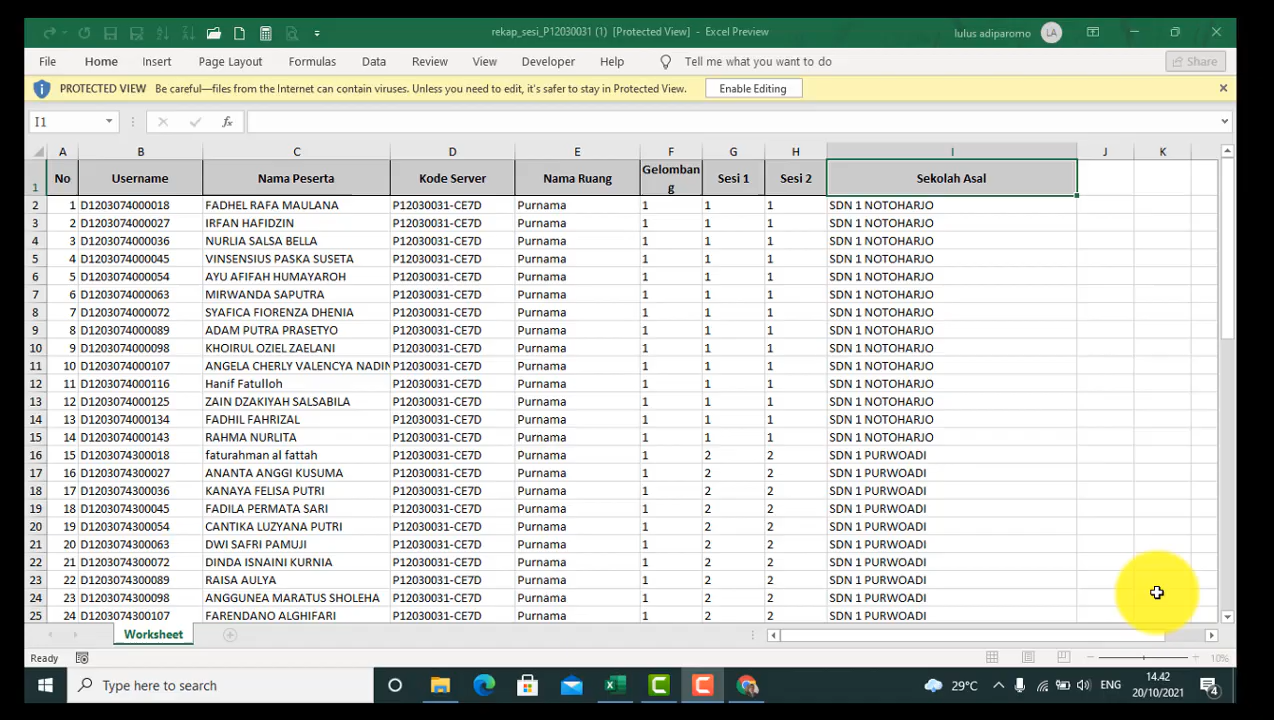 rekap_sesi_P12030031 (1) [Protected View] - Excel Preview lulus adiparomo LA
File Home Insert Page Layout Formulas Data Review View Developer Help Tell me what you want to do Share
PROTECTED VIEW Be careful—files from the Internet can contain viruses. Unless you need to edit, it's safer to stay in Protected View. Enable Editing
I1 fx
A B C D E F G H I J K
1 No Username Nama Peserta Kode Server Nama Ruang Gelomban g Sesi 1 Sesi 2 Sekolah Asal
2 1 D1203074000018 FADHEL RAFA MAULANA P12030031-CE7D Purnama 1 1 1 SDN 1 NOTOHARJO
3 2 D1203074000027 IRFAN HAFIDZIN P12030031-CE7D Purnama 1 1 1 SDN 1 NOTOHARJO
4 3 D1203074000036 NURLIA SALSA BELLA P12030031-CE7D Purnama 1 1 1 SDN 1 NOTOHARJO
5 4 D1203074000045 VINSENSIUS PASKA SUSETA P12030031-CE7D Purnama 1 1 1 SDN 1 NOTOHARJO
6 5 D1203074000054 AYU AFIFAH HUMAYAROH P12030031-CE7D Purnama 1 1 1 SDN 1 NOTOHARJO
7 6 D1203074000063 MIRWANDA SAPUTRA P12030031-CE7D Purnama 1 1 1 SDN 1 NOTOHARJO
8 7 D1203074000072 SYAFICA FIORENZA DHENIA P12030031-CE7D Purnama 1 1 1 SDN 1 NOTOHARJO
9 8 D1203074000089 ADAM PUTRA PRASETYO P12030031-CE7D Purnama 1 1 1 SDN 1 NOTOHARJO
10 9 D1203074000098 KHOIRUL OZIEL ZAELANI P12030031-CE7D Purnama 1 1 1 SDN 1 NOTOHARJO
11 10 D1203074000107 ANGELA CHERLY VALENCYA NADIN P12030031-CE7D Purnama 1 1 1 SDN 1 NOTOHARJO
12 11 D1203074000116 Hanif Fatulloh P12030031-CE7D Purnama 1 1 1 SDN 1 NOTOHARJO
13 12 D1203074000125 ZAIN DZAKIYAH SALSABILA P12030031-CE7D Purnama 1 1 1 SDN 1 NOTOHARJO
14 13 D1203074000134 FADHIL FAHRIZAL P12030031-CE7D Purnama 1 1 1 SDN 1 NOTOHARJO
15 14 D1203074000143 RAHMA NURLITA P12030031-CE7D Purnama 1 1 1 SDN 1 NOTOHARJO
16 15 D1203074300018 faturahman al fattah P12030031-CE7D Purnama 1 2 2 SDN 1 PURWOADI
17 16 D1203074300027 ANANTA ANGGI KUSUMA P12030031-CE7D Purnama 1 2 2 SDN 1 PURWOADI
18 17 D1203074300036 KANAYA FELISA PUTRI P12030031-CE7D Purnama 1 2 2 SDN 1 PURWOADI
19 18 D1203074300045 FADILA PERMATA SARI P12030031-CE7D Purnama 1 2 2 SDN 1 PURWOADI
20 19 D1203074300054 CANTIKA LUZYANA PUTRI P12030031-CE7D Purnama 1 2 2 SDN 1 PURWOADI
21 20 D1203074300063 DWI SAFRI PAMUJI P12030031-CE7D Purnama 1 2 2 SDN 1 PURWOADI
22 21 D1203074300072 DINDA ISNAINI KURNIA P12030031-CE7D Purnama 1 2 2 SDN 1 PURWOADI
23 22 D1203074300089 RAISA AULYA P12030031-CE7D Purnama 1 2 2 SDN 1 PURWOADI
24 23 D1203074300098 ANGGUNEA MARATUS SHOLEHA P12030031-CE7D Purnama 1 2 2 SDN 1 PURWOADI
25 24 D1203074300107 FARENDANO ALGHIFARI P12030031-CE7D Purnama 1 2 2 SDN 1 PURWOADI
Worksheet
Ready 10%
Type here to search 29°C ENG 14.42
20/10/2021 4